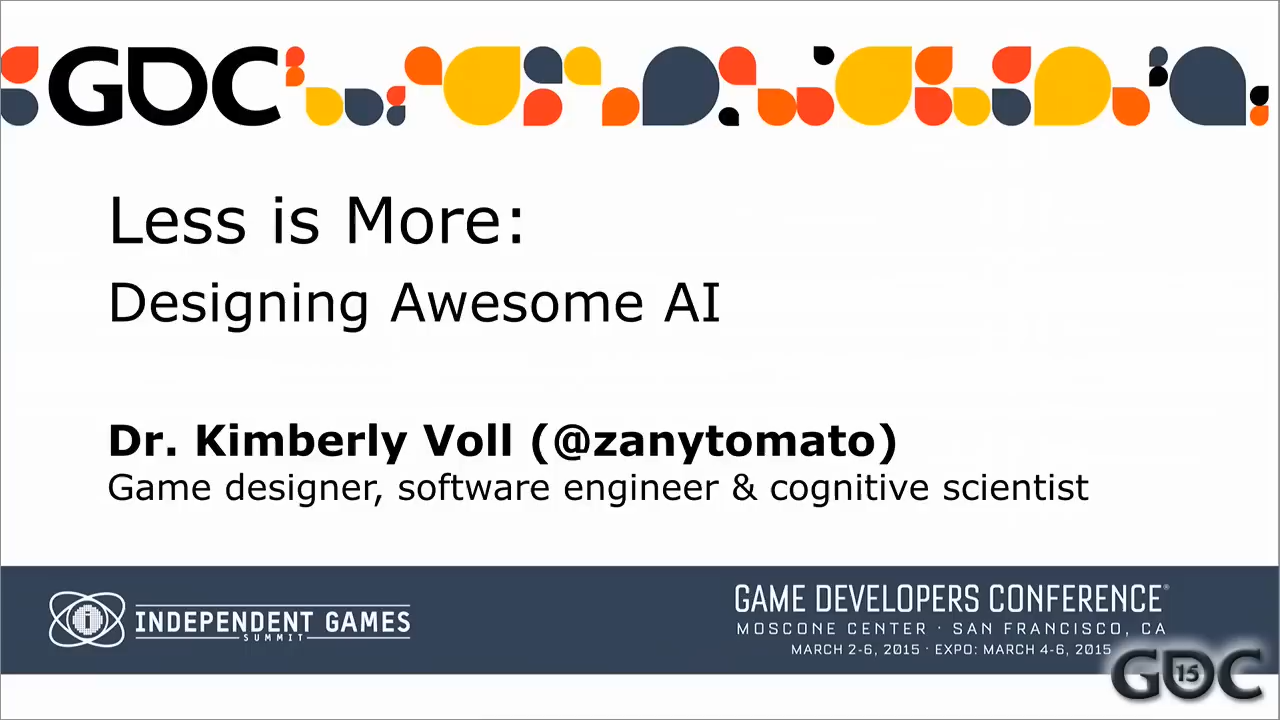 GDC
Less is More:
Designing Awesome AI
Dr. Kimberly Voll (@zanytomato)
Game designer, software engineer & cognitive scientist
INDEPENDENT GAMES
SUMMIT
GAME DEVELOPERS CONFERENCE®
MOSCONE CENTER · SAN FRANCISCO, CA
MARCH 2-6, 2015 · EXPO: MARCH 4-6, 2015
GDC 15